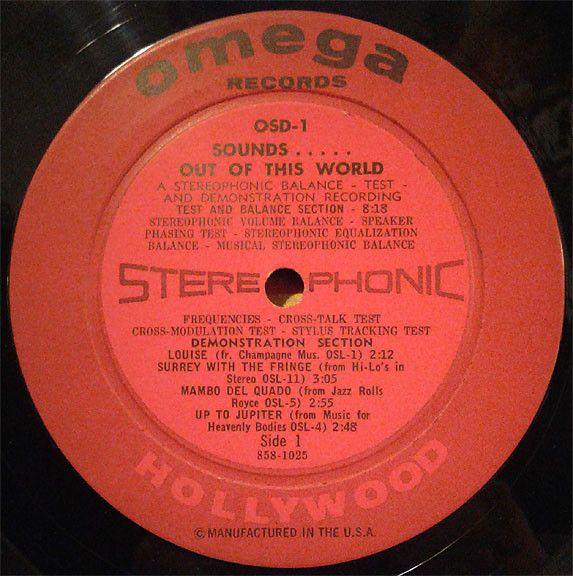 omega
RECORDS
OSD-1
SOUNDS . . . . .
OUT OF THIS WORLD
A STEREOPHONIC BALANCE - TEST -
AND DEMONSTRATION RECORDING
TEST AND BALANCE SECTION - 8:18
STEREOPHONIC VOLUME BALANCE - SPEAKER
PHASING TEST - STEREOPHONIC EQUALIZATION
BALANCE - MUSICAL STEREOPHONIC BALANCE
STEREOPHONIC
FREQUENCIES - CROSS-TALK TEST
CROSS-MODULATION TEST - STYLUS TRACKING TEST
DEMONSTRATION SECTION
LOUISE (fr. Champagne Mus. OSL-1) 2:12
SURREY WITH THE FRINGE (from Hi-Lo's in
Stereo OSL-11) 3:05
MAMBO DEL QUADO (from Jazz Rolls
Royce OSL-5) 2:55
UP TO JUPITER (from Music for
Heavenly Bodies OSL-4) 2:48
Side 1
858-1025
HOLLYWOOD
© MANUFACTURED IN THE U.S.A.